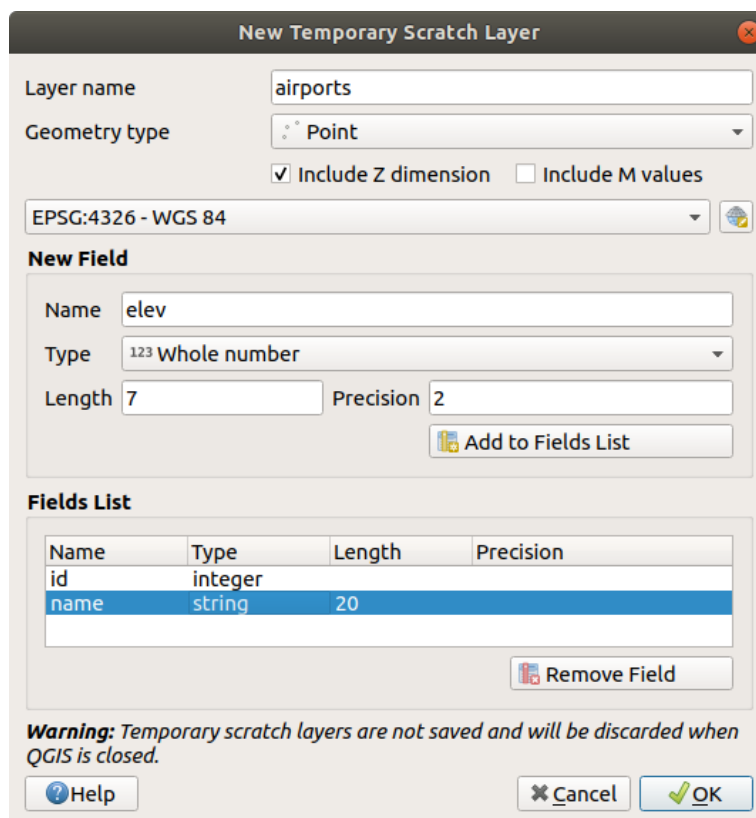 New Temporary Scratch Layer
Layer name airports
Geometry type Point
Include Z dimension Include M values
EPSG:4326 - WGS 84
New Field
Name elev
Type 123 Whole number
Length 7 Precision 2
Add to Fields List
Fields List
Name Type Length Precision
id integer
name string 20
Remove Field
Warning: Temporary scratch layers are not saved and will be discarded when
QGIS is closed.
Help Cancel OK